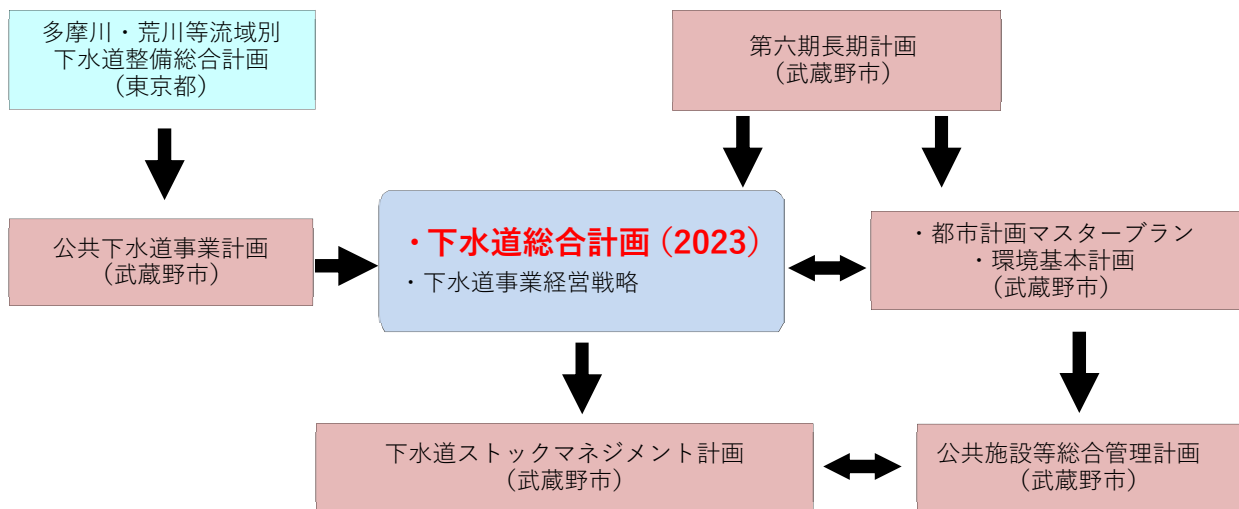 多摩川・荒川等流域別
下水道整備総合計画
（東京都）
第六期長期計画
（武蔵野市）
公共下水道事業計画
（武蔵野市）
・下水道総合計画（2023）
・下水道事業経営戦略
・都市計画マスターブラン
・環境基本計画
（武蔵野市）
下水道ストックマネジメント計画
（武蔵野市）
公共施設等総合管理計画
（武蔵野市）